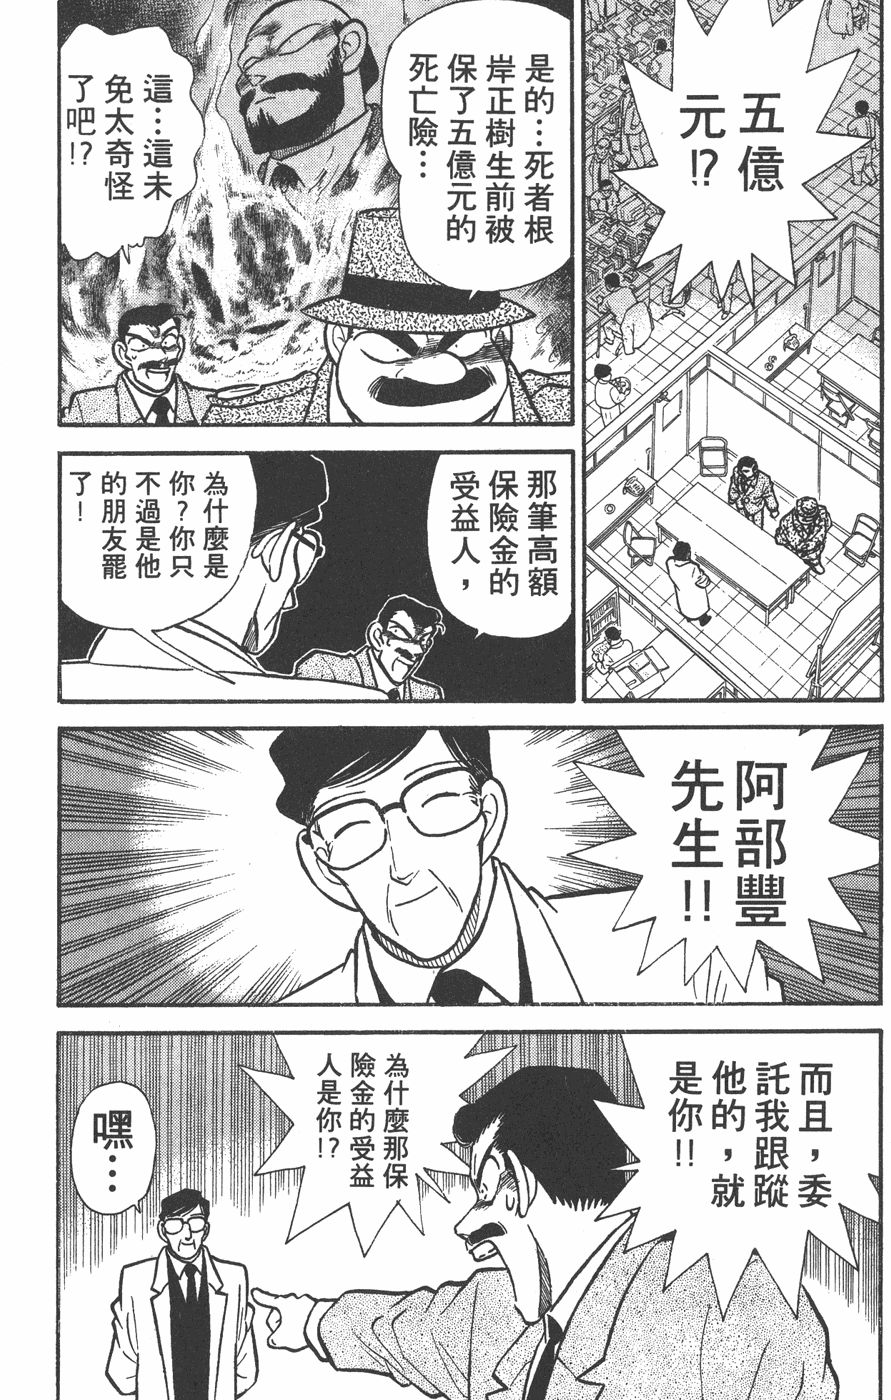 五億
元!?
是的…死者根
岸正樹生前被
保了五億元的
死亡險…
這…這未
免太奇怪
了吧!?
那筆高額
保險金的
受益人，
為什麼是
你？你只
不過是他
的朋友罷
了！
阿部豐
先生!!
而且，委
託我跟蹤
他的，就
是你!!
為什麼那保
險金的受益
人是你!?
嘿…